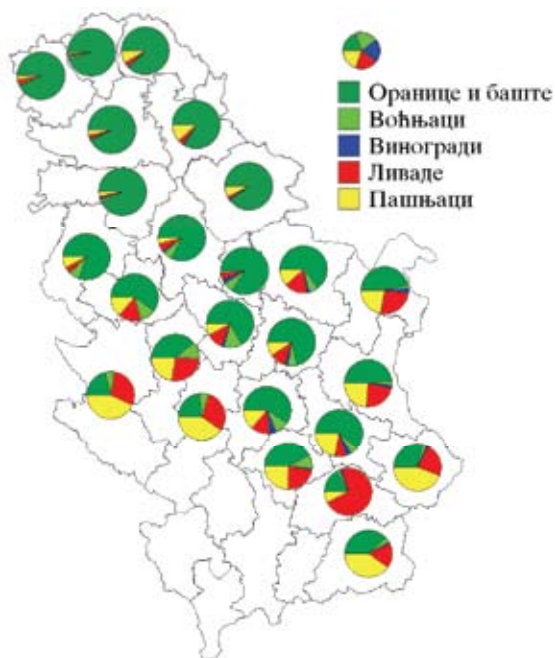 Оранице и баште
Воћњаци
Виногради
Ливаде
Пашњаци